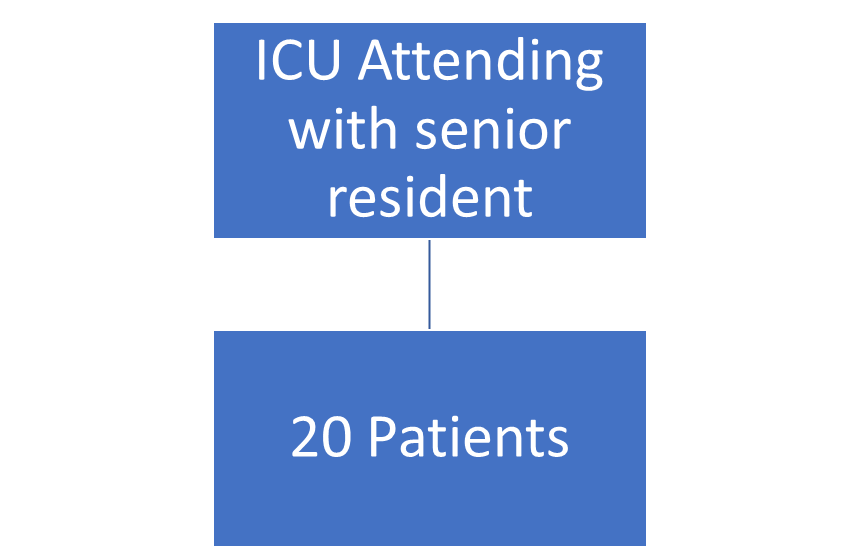 ICU Attending
with senior
resident
20 Patients